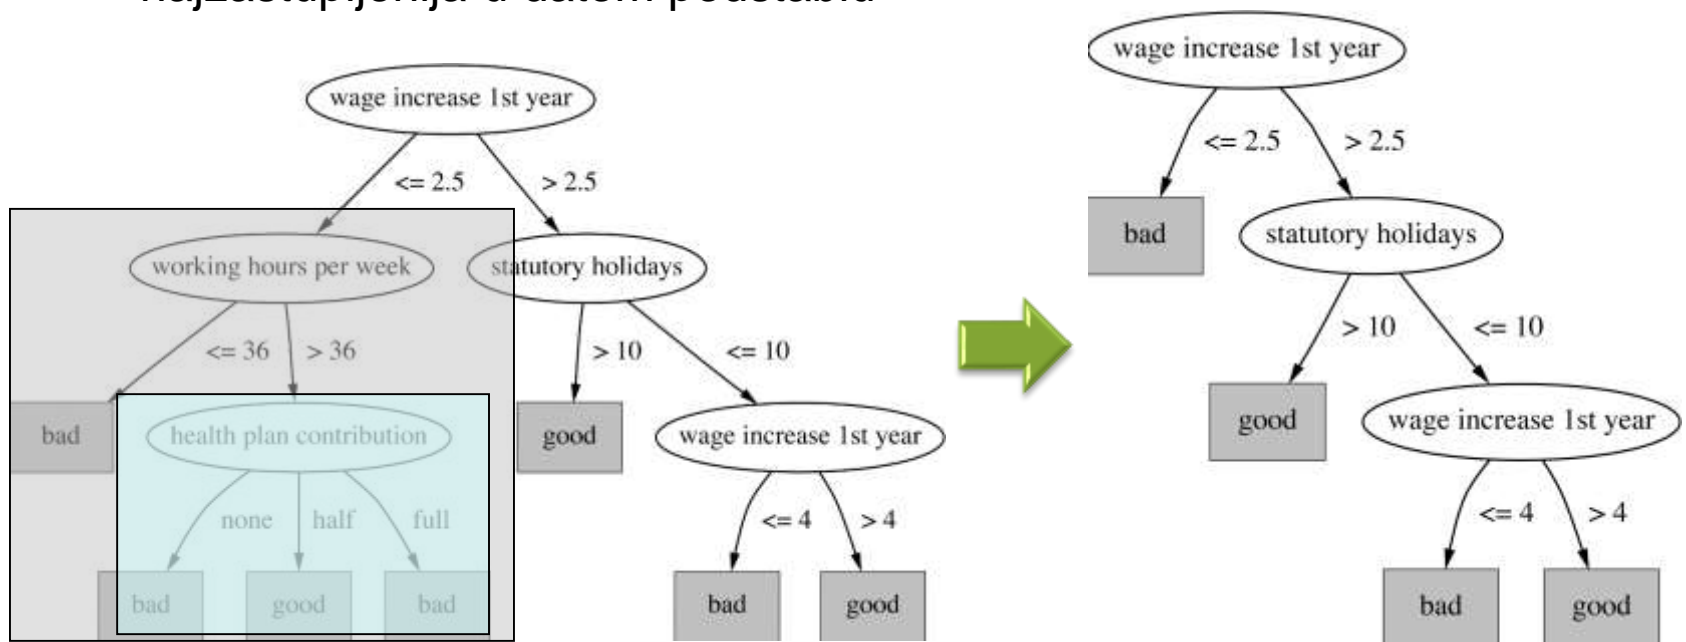 najzastupljenija u datom podstablu
wage increase 1st year
<= 2.5
> 2.5
working hours per week
statutory holidays
<= 36
> 36
> 10
<= 10
bad
health plan contribution
good
wage increase 1st year
none
half
full
<= 4
> 4
bad
good
bad
bad
good
wage increase 1st year
<= 2.5
> 2.5
bad
statutory holidays
> 10
<= 10
good
wage increase 1st year
<= 4
> 4
bad
good